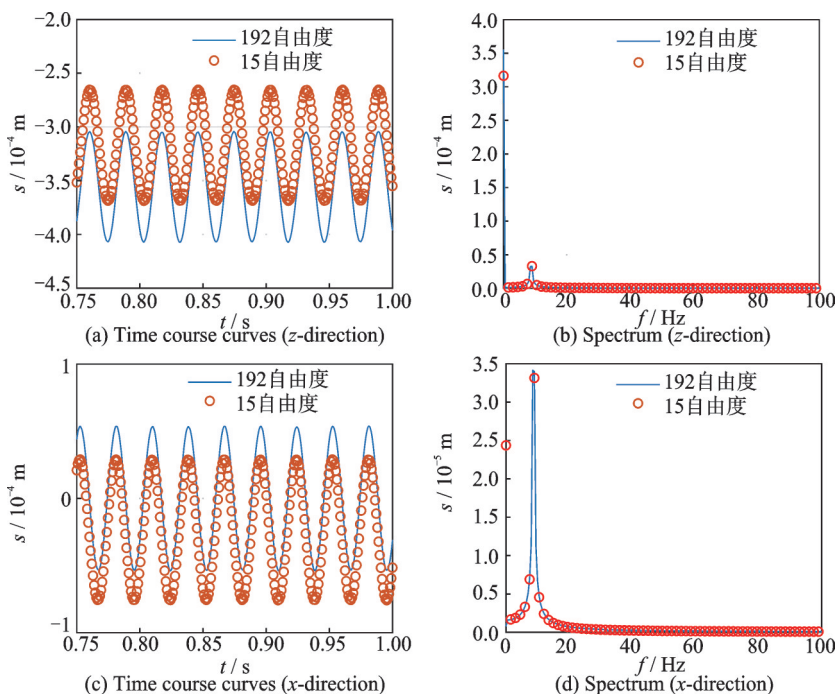 −2.0
−2.5
−3.0
−3.5
−4.0
−4.5
s / 10⁻⁴ m
192自由度
15自由度
0.75 0.80 0.85 0.90 0.95 1.00
t / s
(a) Time course curves (z-direction)
4.0
3.5
3.0
2.5
2.0
1.5
1.0
0.5
0.0
s / 10⁻⁴ m
192自由度
15自由度
0 20 40 60 80 100
f / Hz
(b) Spectrum (z-direction)
1
0
−1
s / 10⁻⁴ m
192自由度
15自由度
0.75 0.80 0.85 0.90 0.95 1.00
t / s
(c) Time course curves (x-direction)
3.5
3.0
2.5
2.0
1.5
1.0
0.5
0.0
s / 10⁻⁵ m
192自由度
15自由度
0 20 40 60 80 100
f / Hz
(d) Spectrum (x-direction)